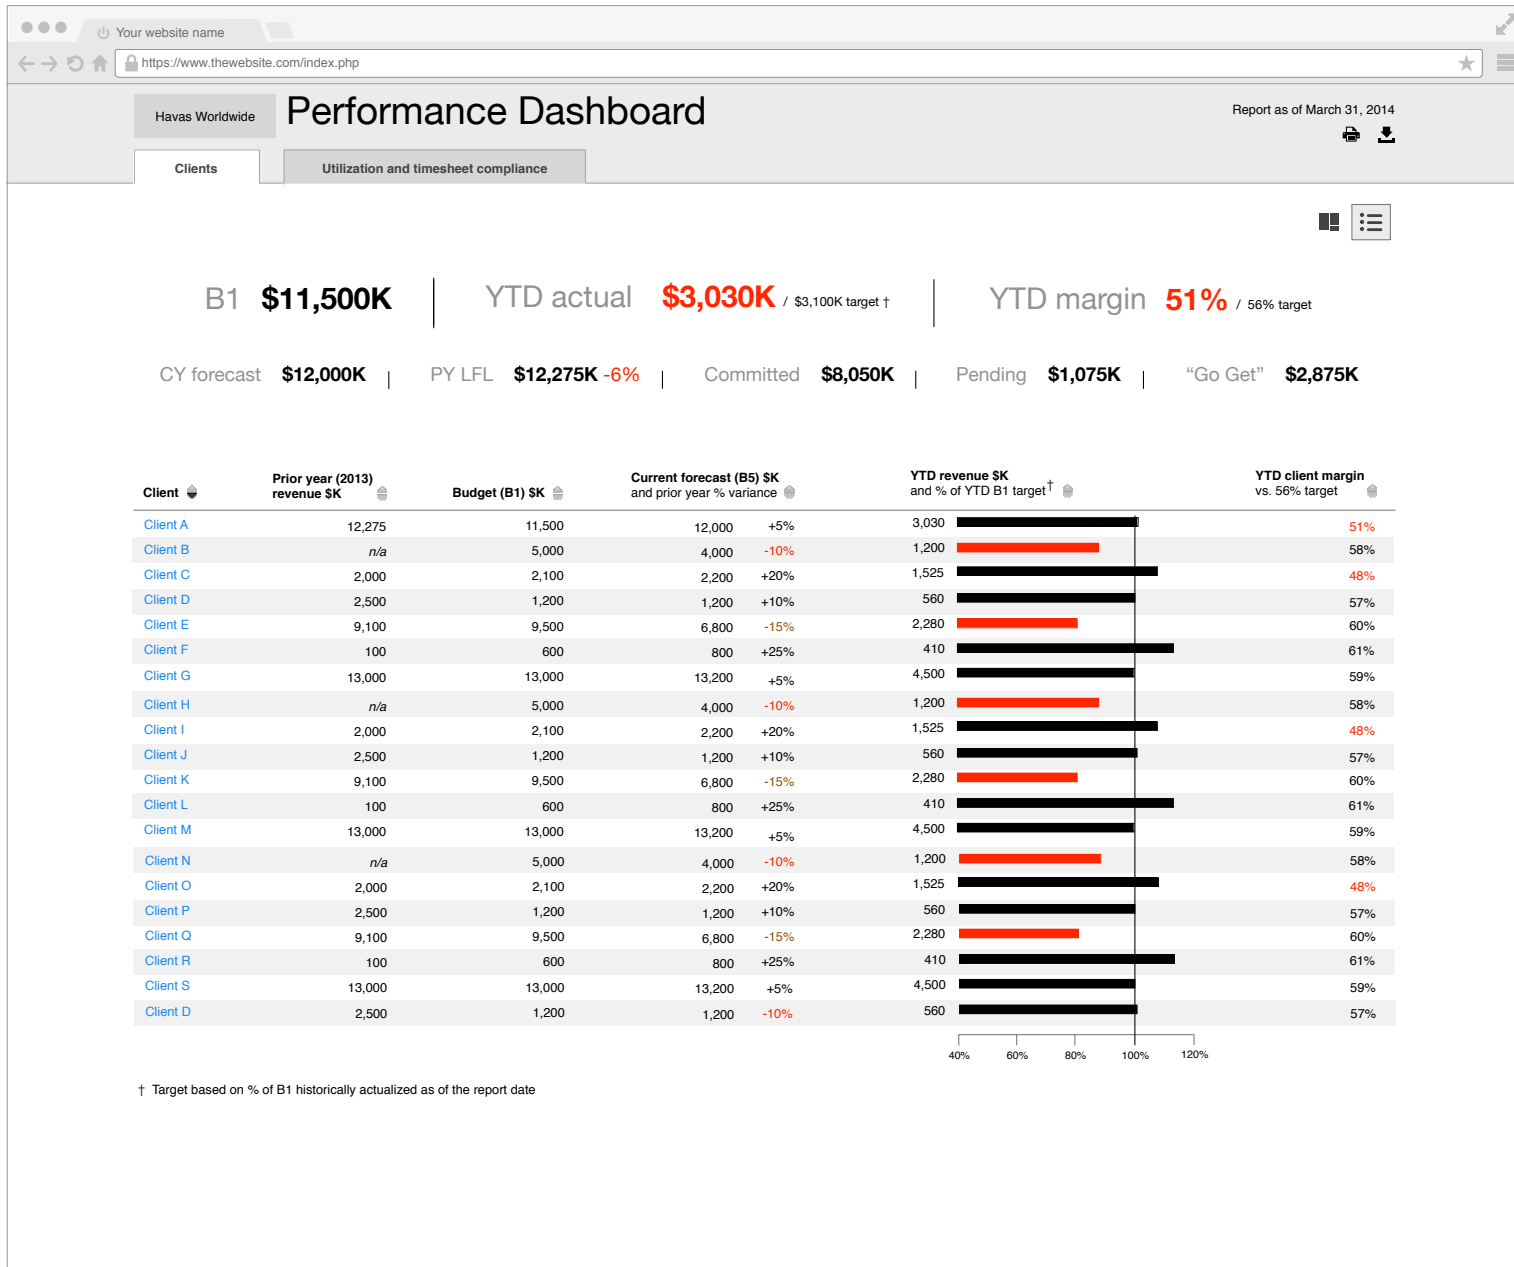 Your website name
https://www.thewebsite.com/index.php
Havas Worldwide
Performance Dashboard
Report as of March 31, 2014
Clients
Utilization and timesheet compliance
B1 $11,500K
YTD actual $3,030K / $3,100K target †
YTD margin 51% / 56% target
CY forecast $12,000K
PY LFL $12,275K -6%
Committed $8,050K
Pending $1,075K
“Go Get” $2,875K
Client
Prior year (2013)
revenue $K
Budget (B1) $K
Current forecast (B5) $K
and prior year % variance
YTD revenue $K
and % of YTD B1 target †
YTD client margin
vs. 56% target
Client A 12,275 11,500 12,000 +5% 3,030 51%
Client B n/a 5,000 4,000 -10% 1,200 58%
Client C 2,000 2,100 2,200 +20% 1,525 48%
Client D 2,500 1,200 1,200 +10% 560 57%
Client E 9,100 9,500 6,800 -15% 2,280 60%
Client F 100 600 800 +25% 410 61%
Client G 13,000 13,000 13,200 +5% 4,500 59%
Client H n/a 5,000 4,000 -10% 1,200 58%
Client I 2,000 2,100 2,200 +20% 1,525 48%
Client J 2,500 1,200 1,200 +10% 560 57%
Client K 9,100 9,500 6,800 -15% 2,280 60%
Client L 100 600 800 +25% 410 61%
Client M 13,000 13,000 13,200 +5% 4,500 59%
Client N n/a 5,000 4,000 -10% 1,200 58%
Client O 2,000 2,100 2,200 +20% 1,525 48%
Client P 2,500 1,200 1,200 +10% 560 57%
Client Q 9,100 9,500 6,800 -15% 2,280 60%
Client R 100 600 800 +25% 410 61%
Client S 13,000 13,000 13,200 +5% 4,500 59%
Client D 2,500 1,200 1,200 -10% 560 57%
40% 60% 80% 100% 120%
† Target based on % of B1 historically actualized as of the report date